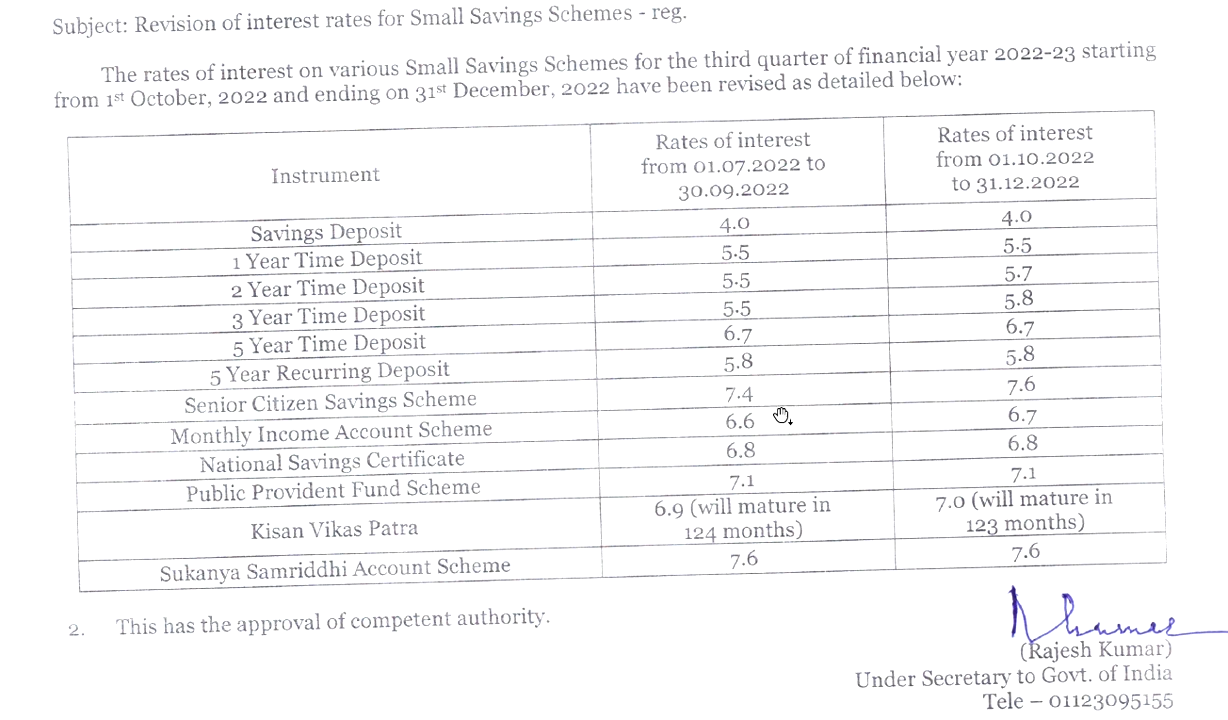 Subject: Revision of interest rates for Small Savings Schemes - reg.
The rates of interest on various Small Savings Schemes for the third quarter of financial year 2022-23 starting
from 1st October, 2022 and ending on 31st December, 2022 have been revised as detailed below:
Instrument
Rates of interest
from 01.07.2022 to
30.09.2022
Rates of interest
from 01.10.2022
to 31.12.2022
Savings Deposit 4.0 4.0
1 Year Time Deposit 5.5 5.5
2 Year Time Deposit 5.5 5.7
3 Year Time Deposit 5.5 5.8
5 Year Time Deposit 6.7 6.7
5 Year Recurring Deposit 5.8 5.8
Senior Citizen Savings Scheme 7.4 7.6
Monthly Income Account Scheme 6.6 6.7
National Savings Certificate 6.8 6.8
Public Provident Fund Scheme 7.1 7.1
Kisan Vikas Patra
6.9 (will mature in
124 months)
7.0 (will mature in
123 months)
Sukanya Samriddhi Account Scheme 7.6 7.6
2. This has the approval of competent authority.
(Rajesh Kumar)
Under Secretary to Govt. of India
Tele – 01123095155